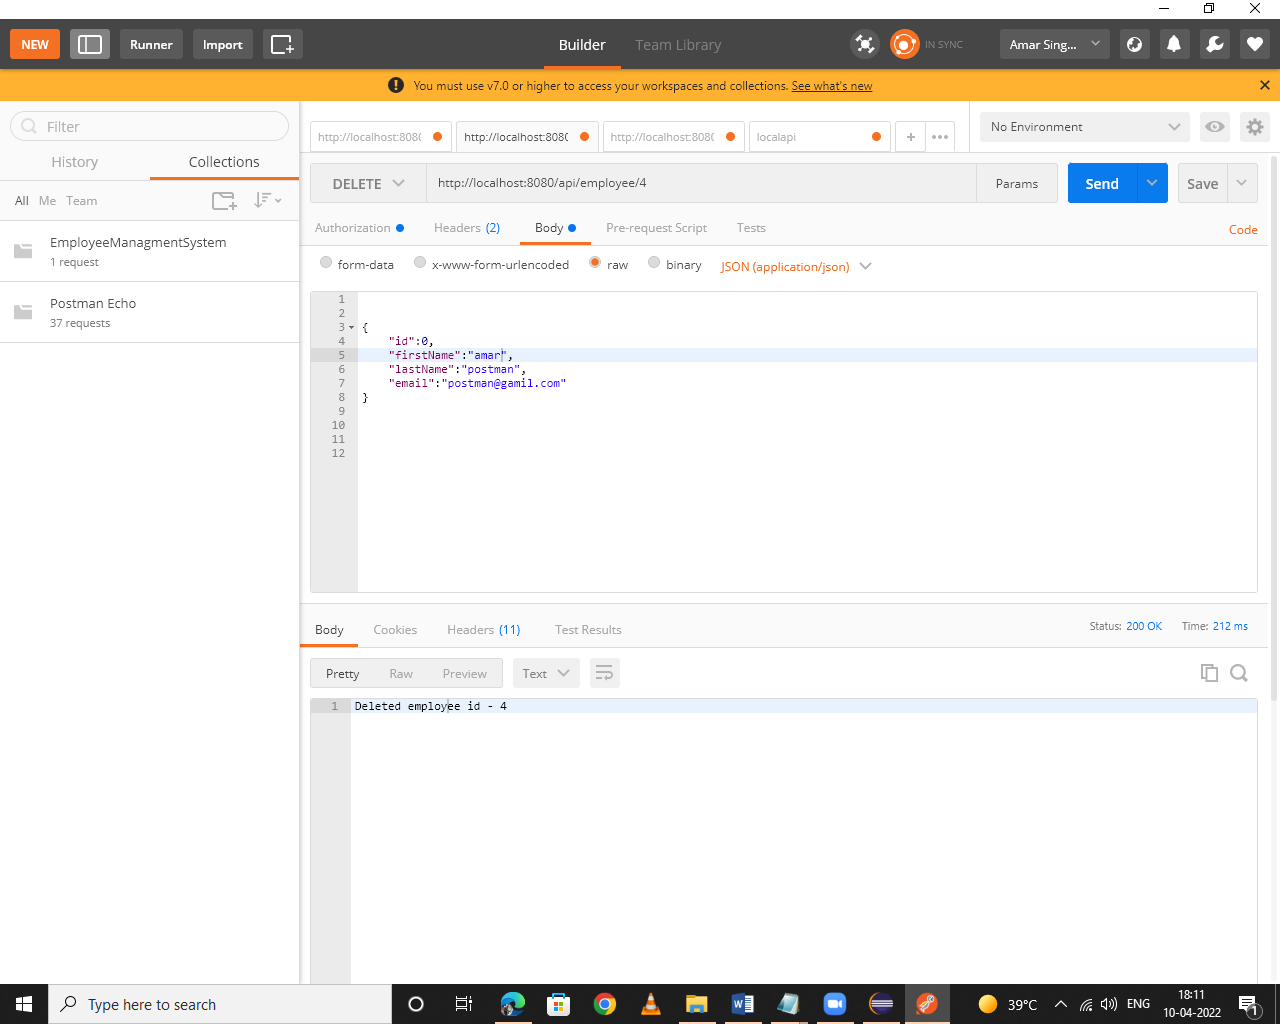 NEW
Runner
Import
Builder
Team Library
IN SYNC
Amar Sing...
You must use v7.0 or higher to access your workspaces and collections. See what's new
Filter
History
Collections
All Me Team
EmployeeManagmentSystem
1 request
Postman Echo
37 requests
http://localhost:808(
http://localhost:808(
http://localhost:808(
localapi
No Environment
DELETE
http://localhost:8080/api/employee/4
Params
Send
Save
Authorization
Headers (2)
Body
Pre-request Script
Tests
Code
form-data
x-www-form-urlencoded
raw
binary
JSON (application/json)
1
2
3 {
4 "id":0,
5 "firstName":"amar",
6 "lastName":"postman",
7 "email":"postman@gamil.com"
8 }
9
10
11
12
Body
Cookies
Headers (11)
Test Results
Status: 200 OK
Time: 212 ms
Pretty
Raw
Preview
Text
1 Deleted employee id - 4
Type here to search
39°C
ENG
18:11
10-04-2022
1